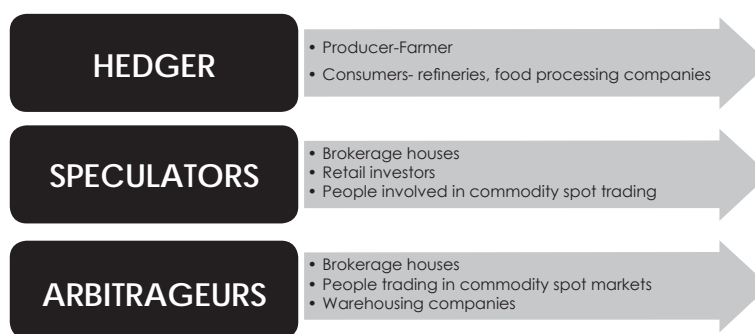 HEDGER
• Producer-Farmer
• Consumers- refineries, food processing companies
SPECULATORS
• Brokerage houses
• Retail investors
• People involved in commodity spot trading
ARBITRAGEURS
• Brokerage houses
• People trading in commodity spot markets
• Warehousing companies